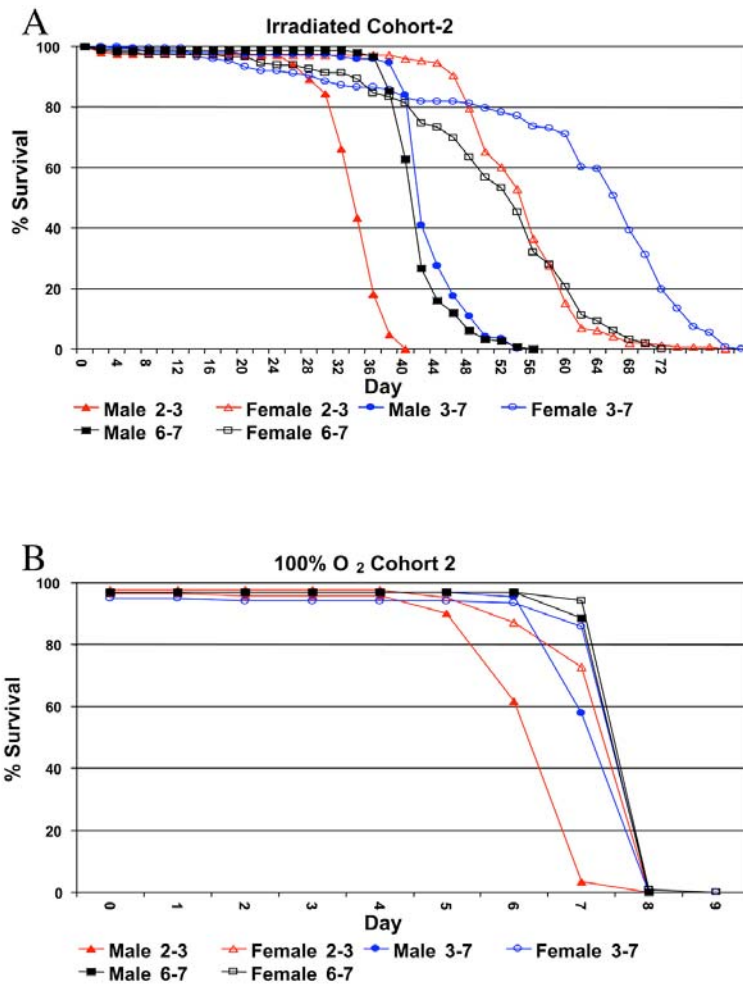 A
Irradiated Cohort-2
% Survival
100
80
60
40
20
0
0 4 8 12 16 20 24 28 32 36 40 44 48 52 56 60 64 68 72
Day
Male 2-3 Female 2-3 Male 3-7 Female 3-7
Male 6-7 Female 6-7
B
100% O 2 Cohort 2
% Survival
100
80
60
40
20
0
0 1 2 3 4 5 6 7 8 9
Day
Male 2-3 Female 2-3 Male 3-7 Female 3-7
Male 6-7 Female 6-7